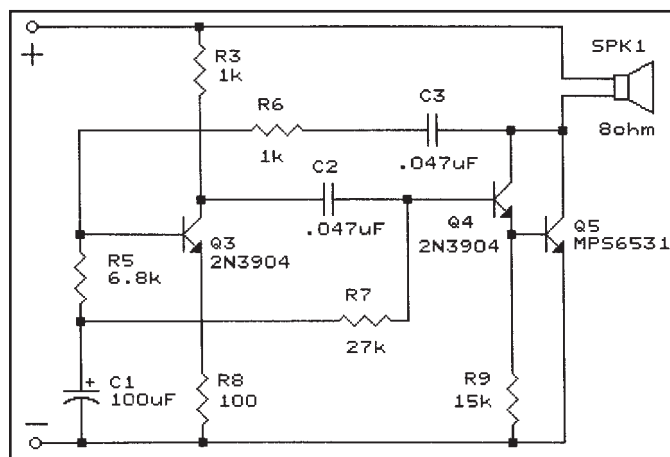 +
R3
1k
SPK1
8ohm
R6
1k
C3
.047uF
C2
.047uF
Q3
2N3904
Q4
2N3904
Q5
MPS6531
R5
6.8k
R7
27k
+
C1
100uF
R8
100
R9
15k
−